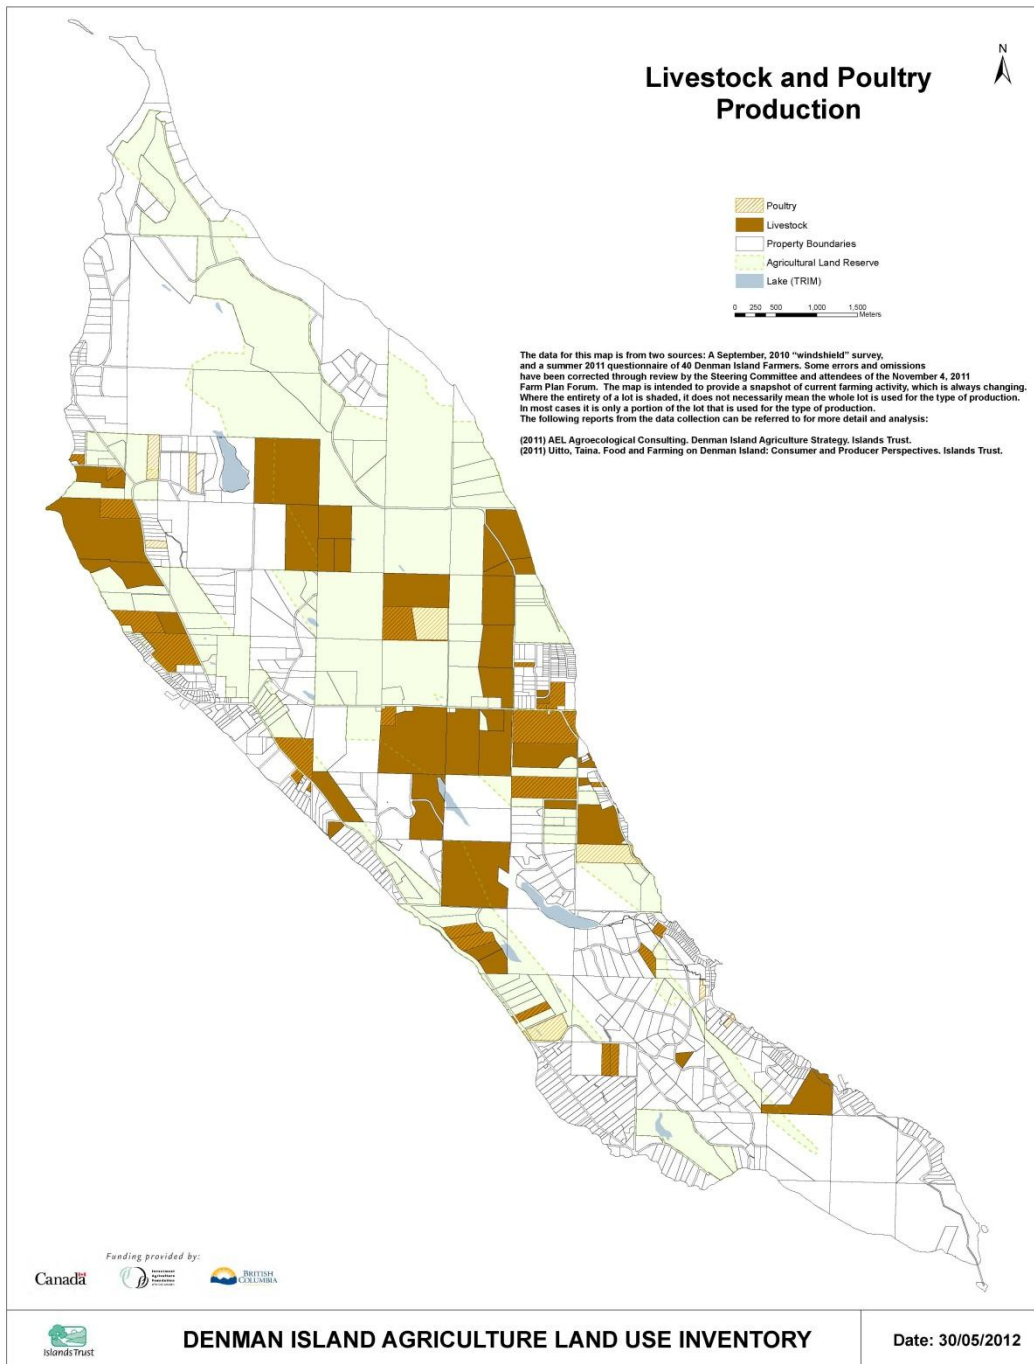 N
Livestock and Poultry
Production
Poultry
Livestock
Property Boundaries
Agricultural Land Reserve
Lake (TRIM)
0 250 500 1,000 1,500
Meters
The data for this map is from two sources: A September, 2010 “windshield” survey,
and a summer 2011 questionnaire of 40 Denman Island Farmers. Some errors and omissions
have been corrected through review by the Steering Committee and attendees of the November 4, 2011
Farm Plan Forum. The map is intended to provide a snapshot of current farming activity, which is always changing.
Where the entirety of a lot is shaded, it does not necessarily mean the whole lot is used for the type of production.
In most cases it is only a portion of the lot that is used for the type of production.
The following reports from the data collection can be referred to for more detail and analysis:
(2011) AEL Agroecological Consulting. Denman Island Agriculture Strategy. Islands Trust.
(2011) Uitto, Taina. Food and Farming on Denman Island: Consumer and Producer Perspectives. Islands Trust.
Funding provided by:
Canada
Investment
Agriculture
Foundation
BRITISH
COLUMBIA
Islands Trust
DENMAN ISLAND AGRICULTURE LAND USE INVENTORY
Date: 30/05/2012